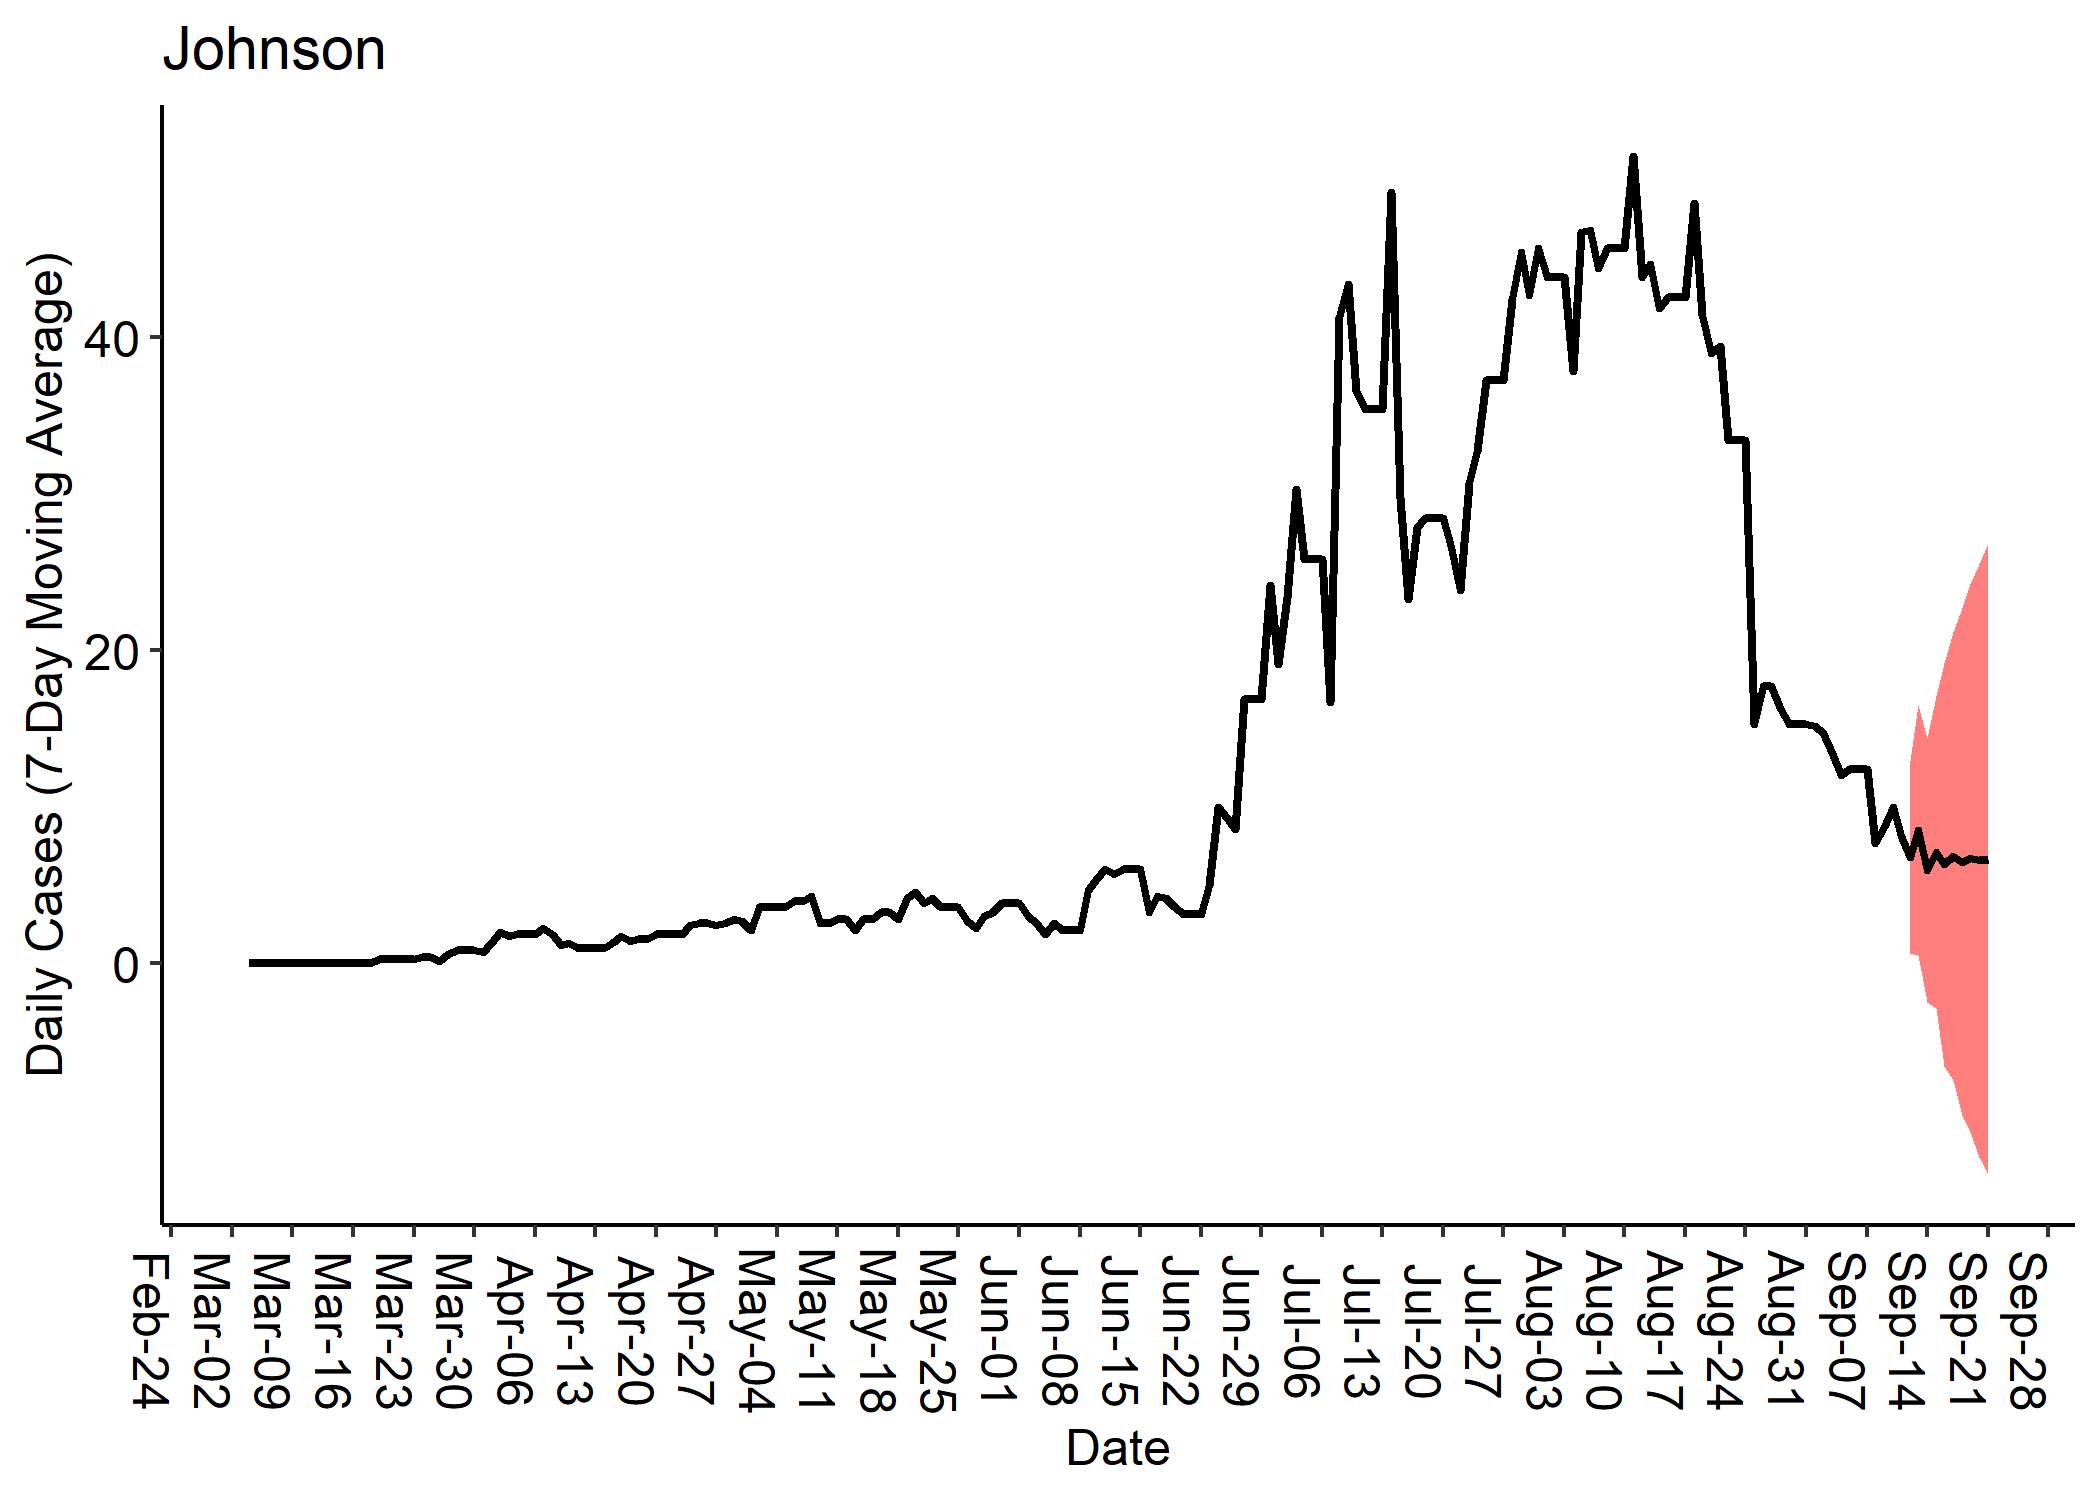 Johnson
Daily Cases (7-Day Moving Average)
40
20
0
Feb-24
Mar-02
Mar-09
Mar-16
Mar-23
Mar-30
Apr-06
Apr-13
Apr-20
Apr-27
May-04
May-11
May-18
May-25
Jun-01
Jun-08
Jun-15
Jun-22
Jun-29
Jul-06
Jul-13
Jul-20
Jul-27
Aug-03
Aug-10
Aug-17
Aug-24
Aug-31
Sep-07
Sep-14
Sep-21
Sep-28
Date